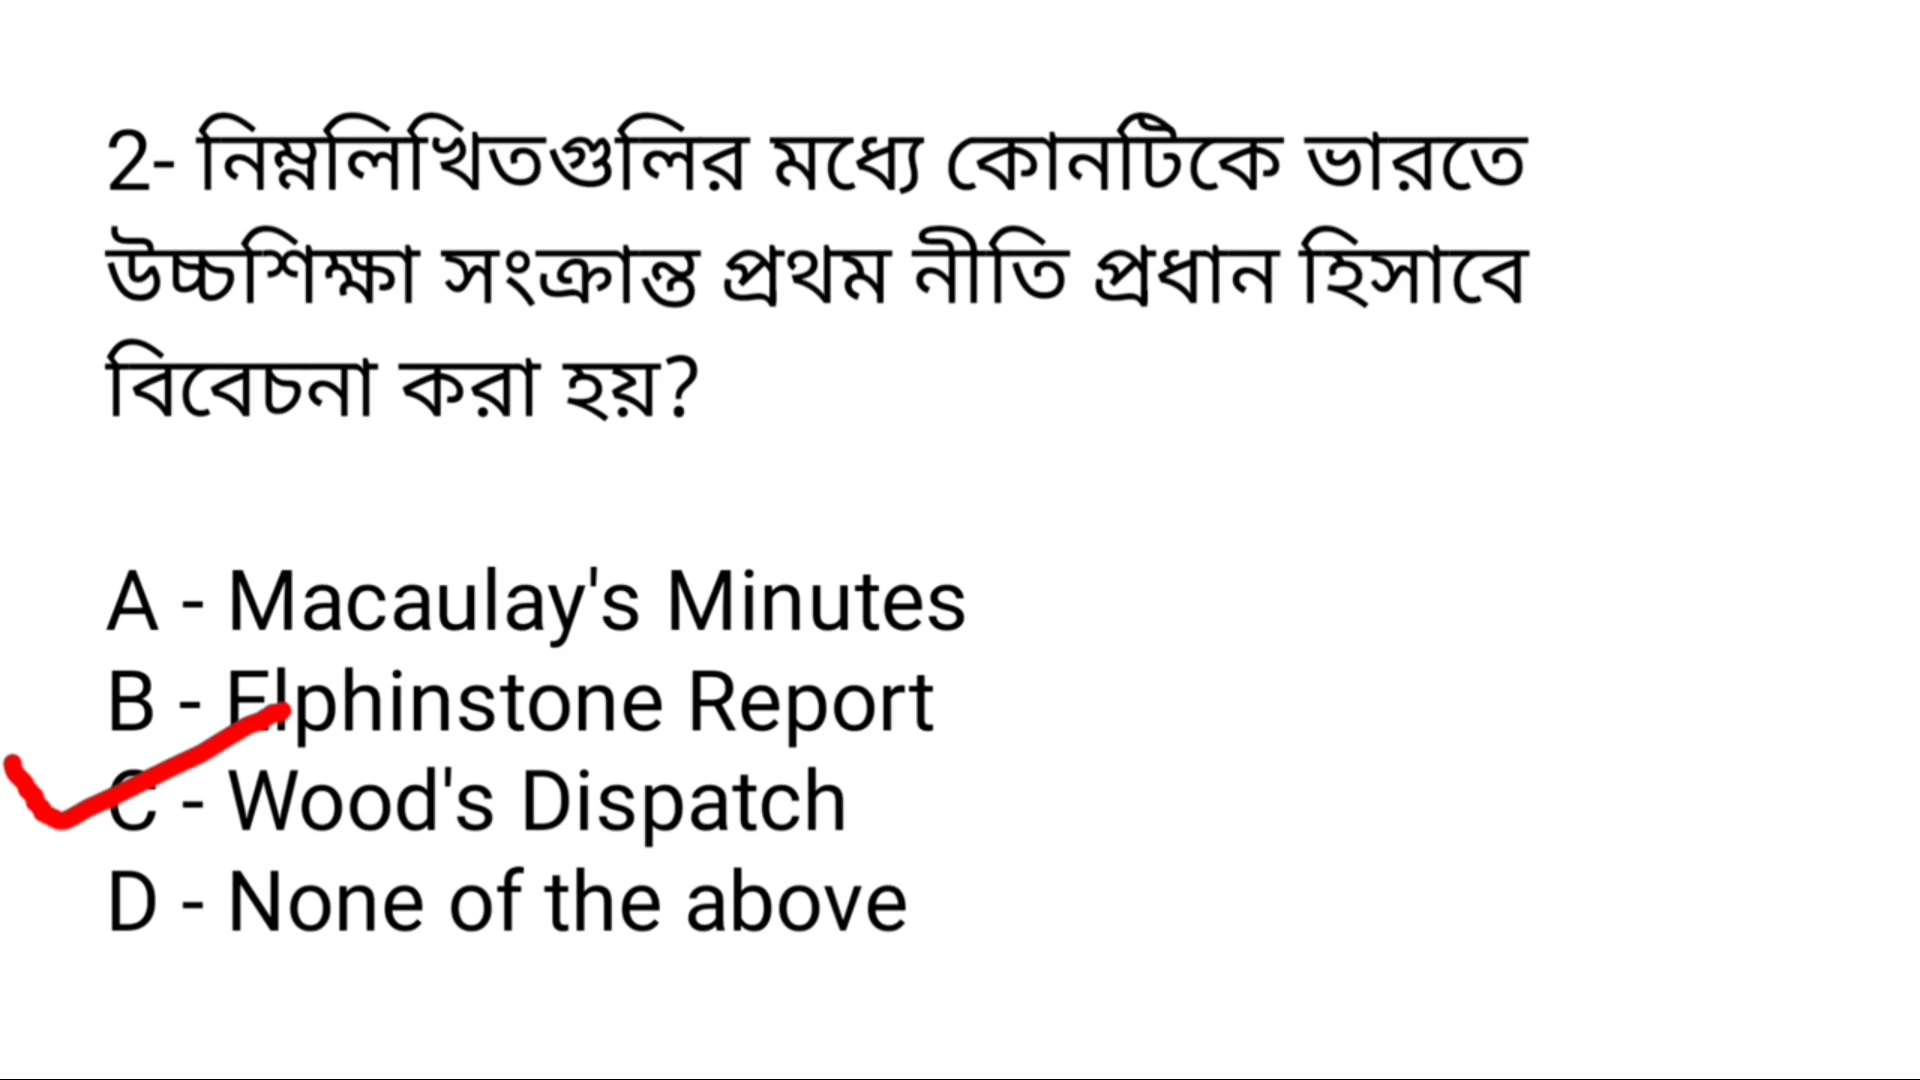 2- নিম্নলিখিতগুলির মধ্যে কোনটিকে ভারতে
উচ্চশিক্ষা সংক্রান্ত প্রথম নীতি প্রধান হিসাবে
বিবেচনা করা হয়?
A - Macaulay's Minutes
B - Elphinstone Report
C - Wood's Dispatch
D - None of the above